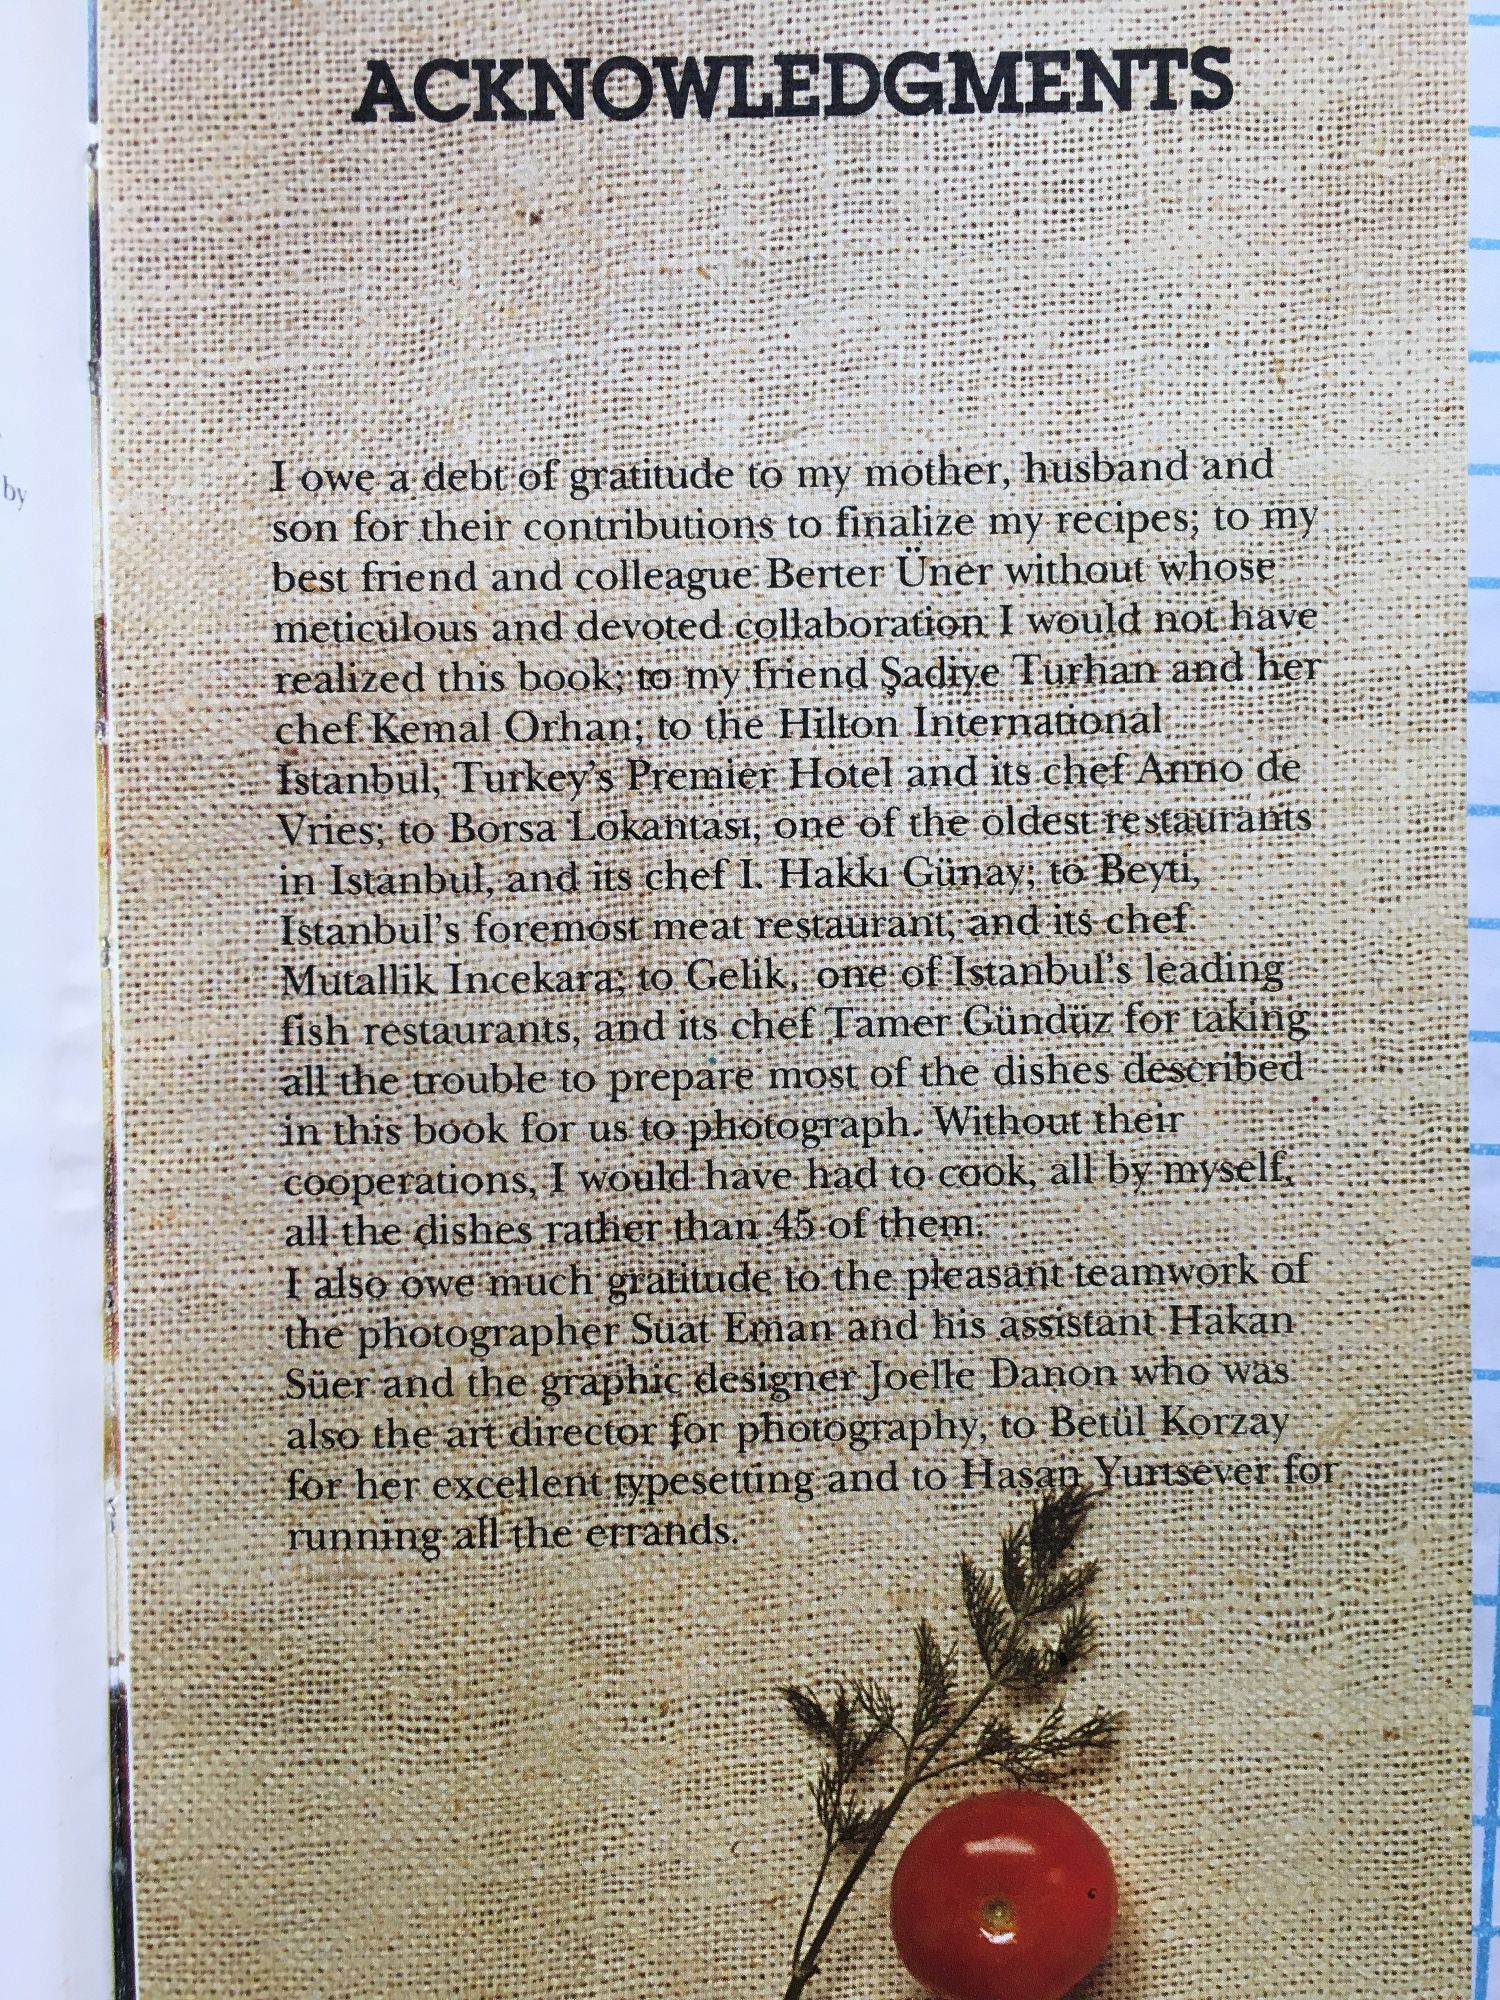 ACKNOWLEDGMENTS
I owe a debt of gratitude to my mother, husband and
son for their contributions to finalize my recipes; to my
best friend and colleague Berter Üner without whose
meticulous and devoted collaboration I would not have
realized this book; to my friend Şadiye Turhan and her
chef Kemal Orhan; to the Hilton International
Istanbul, Turkey's Premier Hotel and its chef Anno de
Vries; to Borsa Lokantası, one of the oldest restaurants
in Istanbul, and its chef I. Hakkı Günay; to Beyti,
Istanbul's foremost meat restaurant, and its chef
Mutallik Incekara; to Gelik, one of Istanbul's leading
fish restaurants, and its chef Tamer Gündüz for taking
all the trouble to prepare most of the dishes described
in this book for us to photograph. Without their
cooperations, I would have had to cook, all by myself,
all the dishes rather than 45 of them.
I also owe much gratitude to the pleasant teamwork of
the photographer Suat Eman and his assistant Hakan
Süer and the graphic designer Joelle Danon who was
also the art director for photography, to Betül Korzay
for her excellent typesetting and to Hasan Yurtsever for
running all the errands.
by